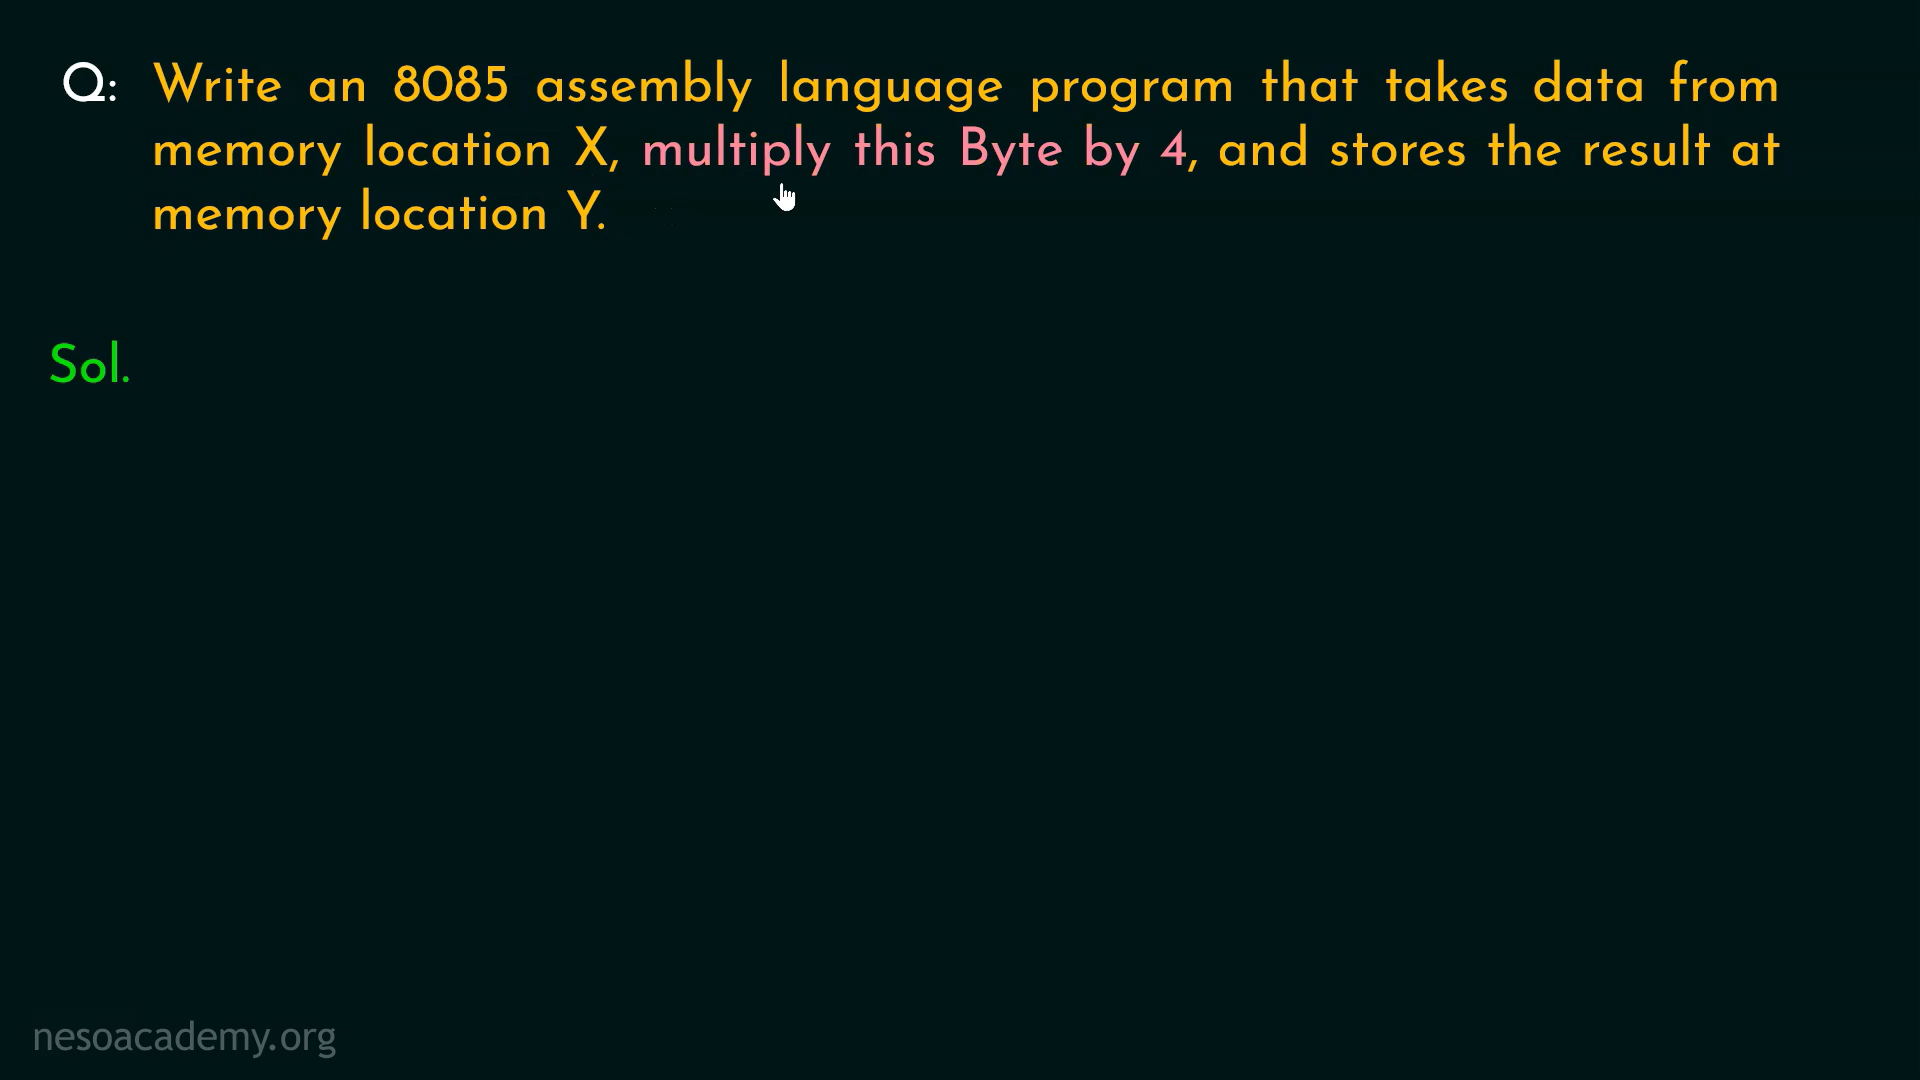 Q: Write an 8085 assembly language program that takes data from
memory location X, multiply this Byte by 4, and stores the result at
memory location Y.
Sol.
nesoacademy.org